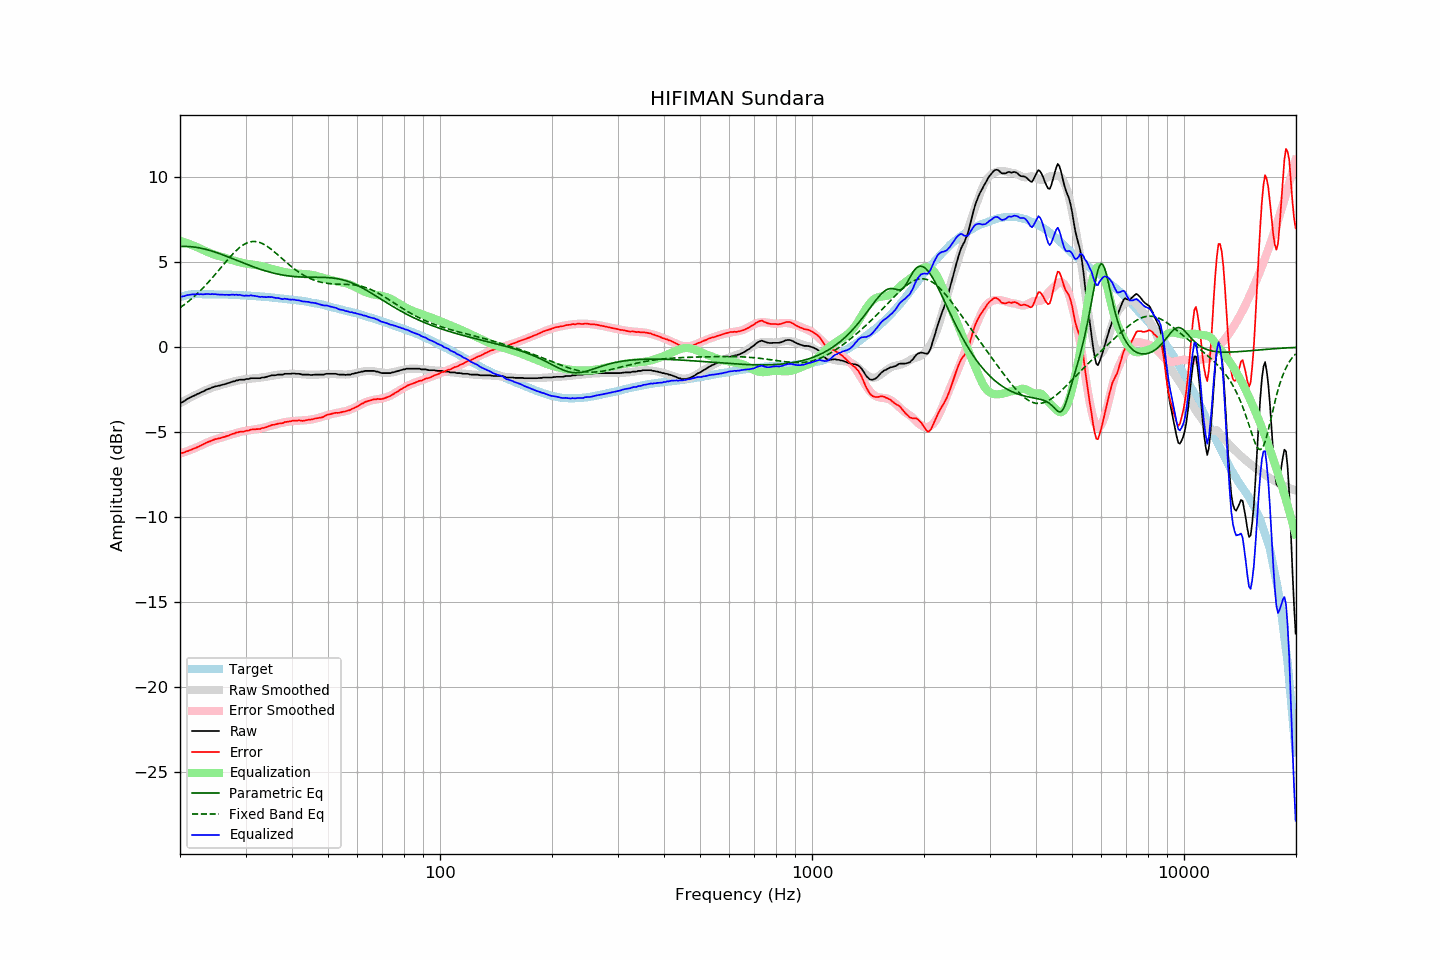 HIFIMAN Sundara
10
5
0
−5
−10
−15
−20
−25
Amplitude (dBr)
Target
Raw Smoothed
Error Smoothed
Raw
Error
Equalization
Parametric Eq
Fixed Band Eq
Equalized
100
1000
10000
Frequency (Hz)